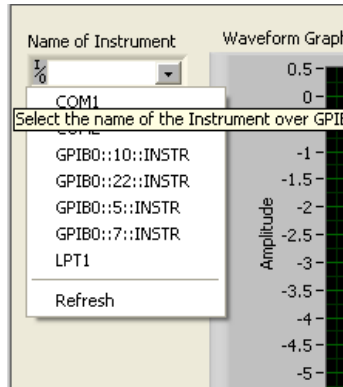 Name of Instrument
Waveform Grap
I/O
COM1
Select the name of the Instrument over GPIB
GPIB0::10::INSTR
GPIB0::22::INSTR
GPIB0::5::INSTR
GPIB0::7::INSTR
LPT1
Refresh
Amplitude
0.5
0
-1
-1.5
-2
-2.5
-3
-3.5
-4
-4.5
-5